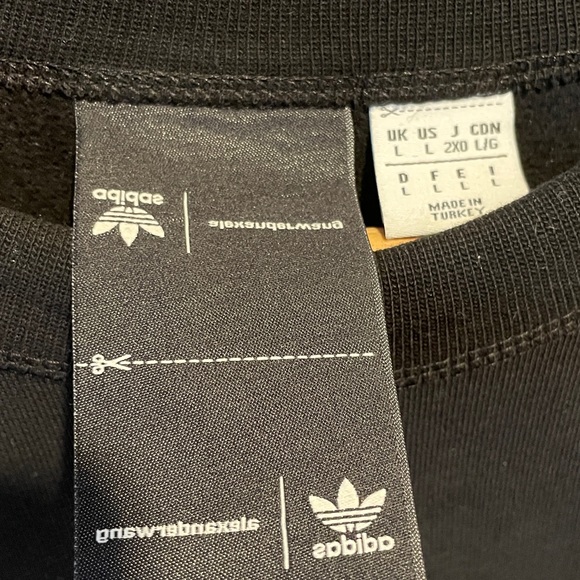 adidas
alexanderwang
UK US J CDN
L L 2XO L/G
D F E I
L L L L
MADE IN
TURKEY
alexanderwang
adidas